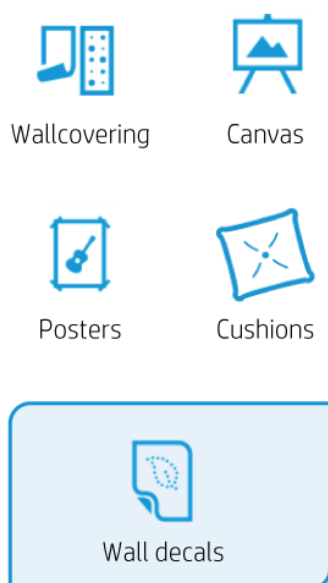 Wallcovering
Canvas
Posters
Cushions
Wall decals